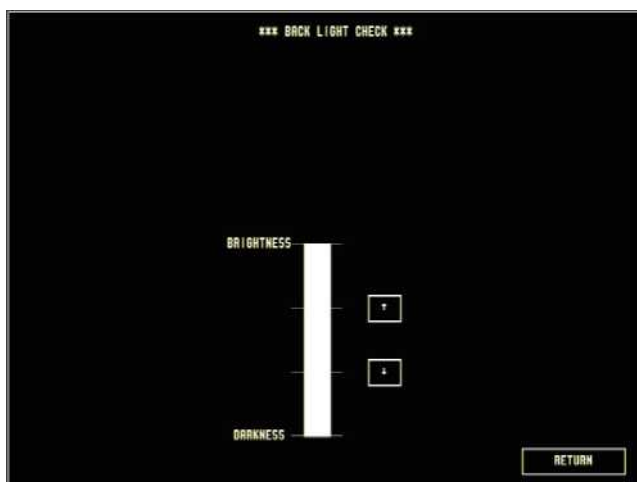 *** BACK LIGHT CHECK ***
BRIGHTNESS
↑
↓
DARKNESS
RETURN